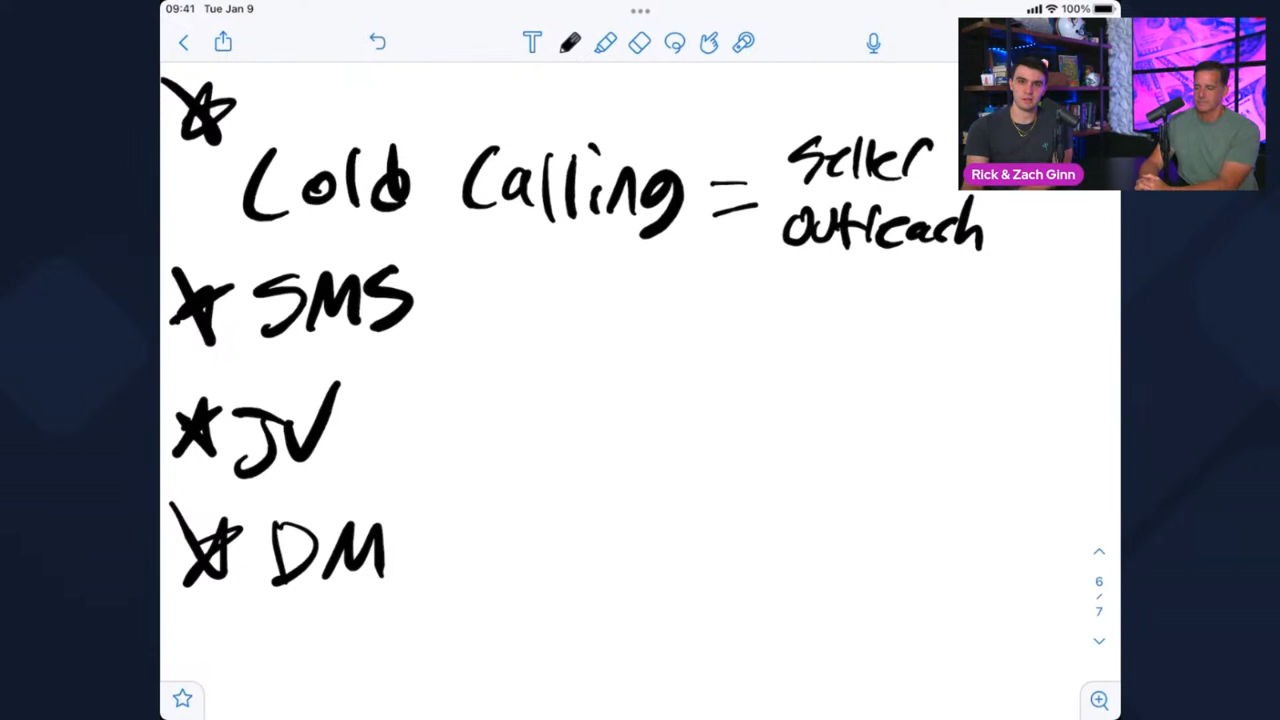 09:41 Tue Jan 9
100%
Rick & Zach Ginn
Cold Calling = seller
outreach
SMS
JV
DM
6
/
7